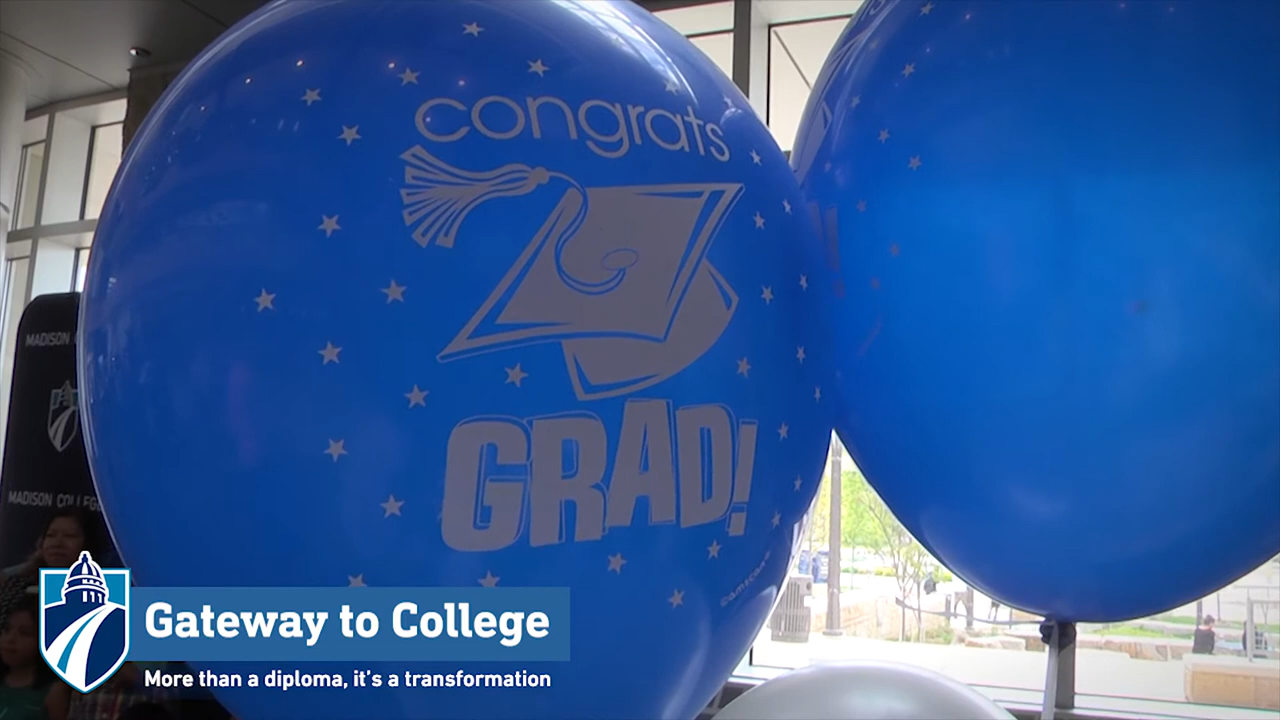 congrats
GRAD!
MADISON
MADISON COLLEGE
Gateway to College
More than a diploma, it's a transformation